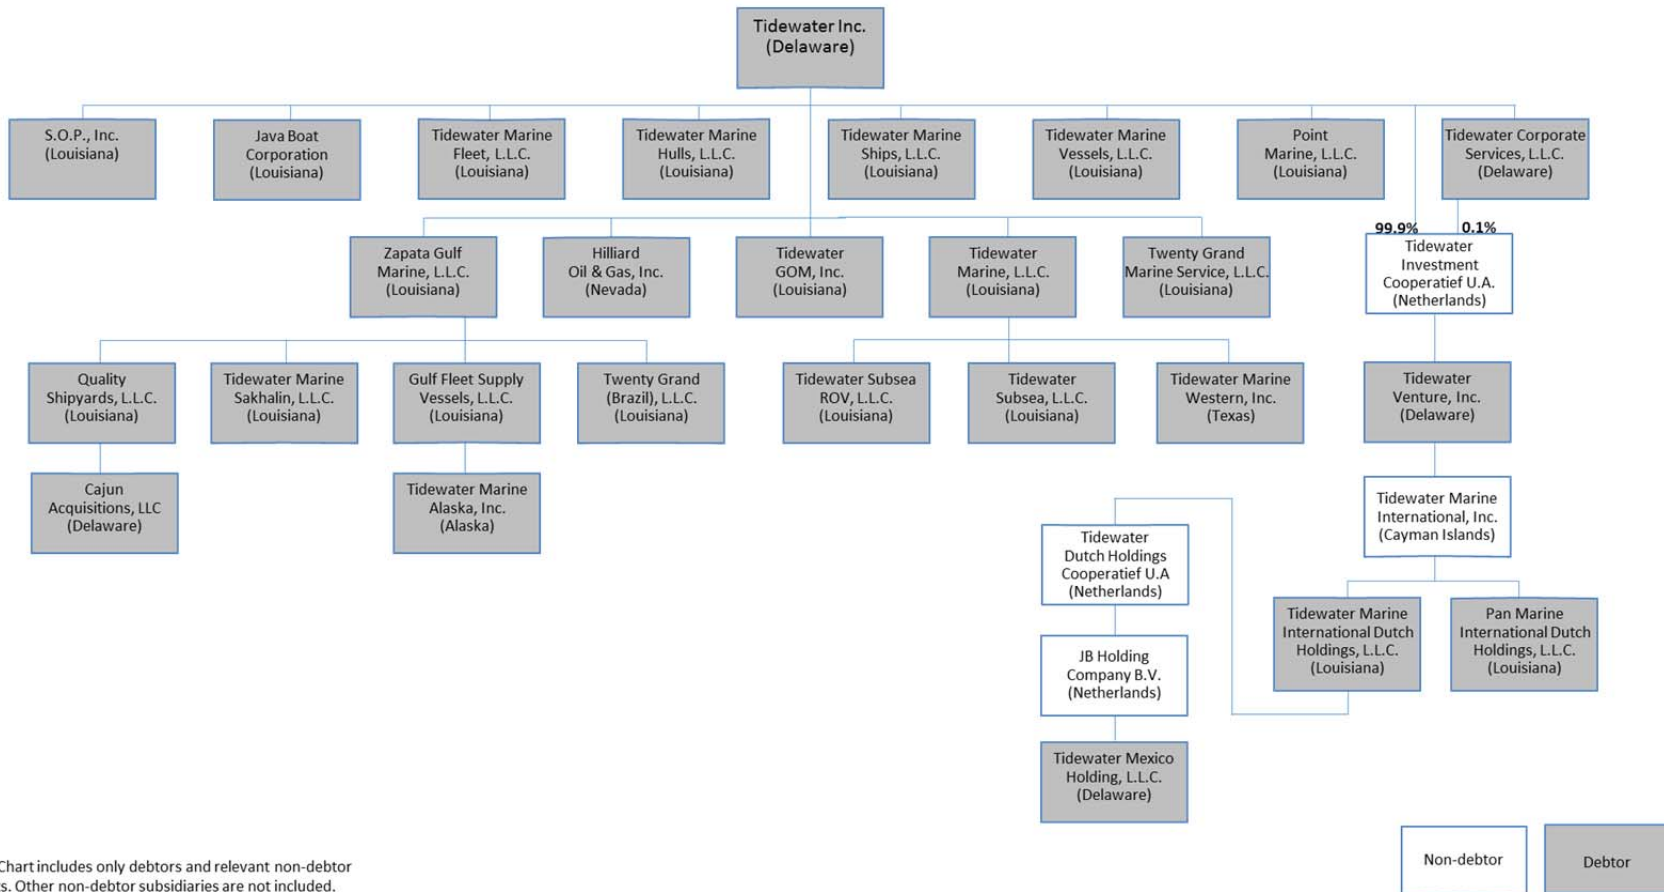 Tidewater Inc.
(Delaware)
S.O.P., Inc.
(Louisiana)
Java Boat
Corporation
(Louisiana)
Tidewater Marine
Fleet, L.L.C.
(Louisiana)
Tidewater Marine
Hulls, L.L.C.
(Louisiana)
Tidewater Marine
Ships, L.L.C.
(Louisiana)
Tidewater Marine
Vessels, L.L.C.
(Louisiana)
Point
Marine, L.L.C.
(Louisiana)
Tidewater Corporate
Services, L.L.C.
(Delaware)
99.9%
0.1%
Zapata Gulf
Marine, L.L.C.
(Louisiana)
Hilliard
Oil & Gas, Inc.
(Nevada)
Tidewater
GOM, Inc.
(Louisiana)
Tidewater
Marine, L.L.C.
(Louisiana)
Twenty Grand
Marine Service, L.L.C.
(Louisiana)
Tidewater
Investment
Cooperatief U.A.
(Netherlands)
Quality
Shipyards, L.L.C.
(Louisiana)
Tidewater Marine
Sakhalin, L.L.C.
(Louisiana)
Gulf Fleet Supply
Vessels, L.L.C.
(Louisiana)
Twenty Grand
(Brazil), L.L.C.
(Louisiana)
Tidewater Subsea
ROV, L.L.C.
(Louisiana)
Tidewater
Subsea, L.L.C.
(Louisiana)
Tidewater Marine
Western, Inc.
(Texas)
Tidewater
Venture, Inc.
(Delaware)
Cajun
Acquisitions, LLC
(Delaware)
Tidewater Marine
Alaska, Inc.
(Alaska)
Tidewater Marine
International, Inc.
(Cayman Islands)
Tidewater
Dutch Holdings
Cooperatief U.A
(Netherlands)
Tidewater Marine
International Dutch
Holdings, L.L.C.
(Louisiana)
Pan Marine
International Dutch
Holdings, L.L.C.
(Louisiana)
JB Holding
Company B.V.
(Netherlands)
Tidewater Mexico
Holding, L.L.C.
(Delaware)
Chart includes only debtors and relevant non-debtor
s. Other non-debtor subsidiaries are not included.
Non-debtor
Debtor